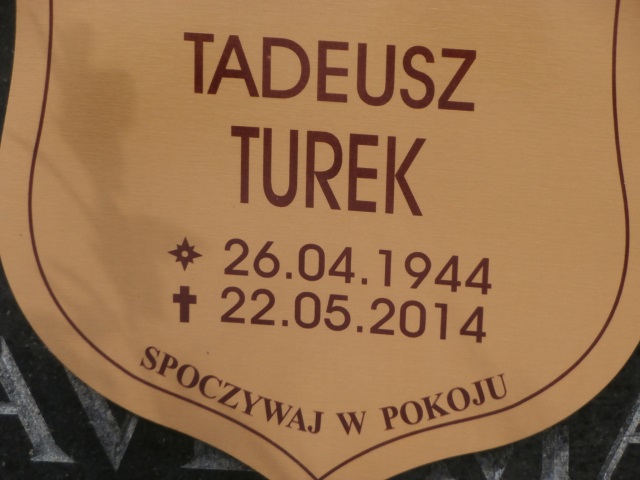 TADEUSZ
TUREK
26.04.1944
22.05.2014
SPOCZYWAJ W POKOJU